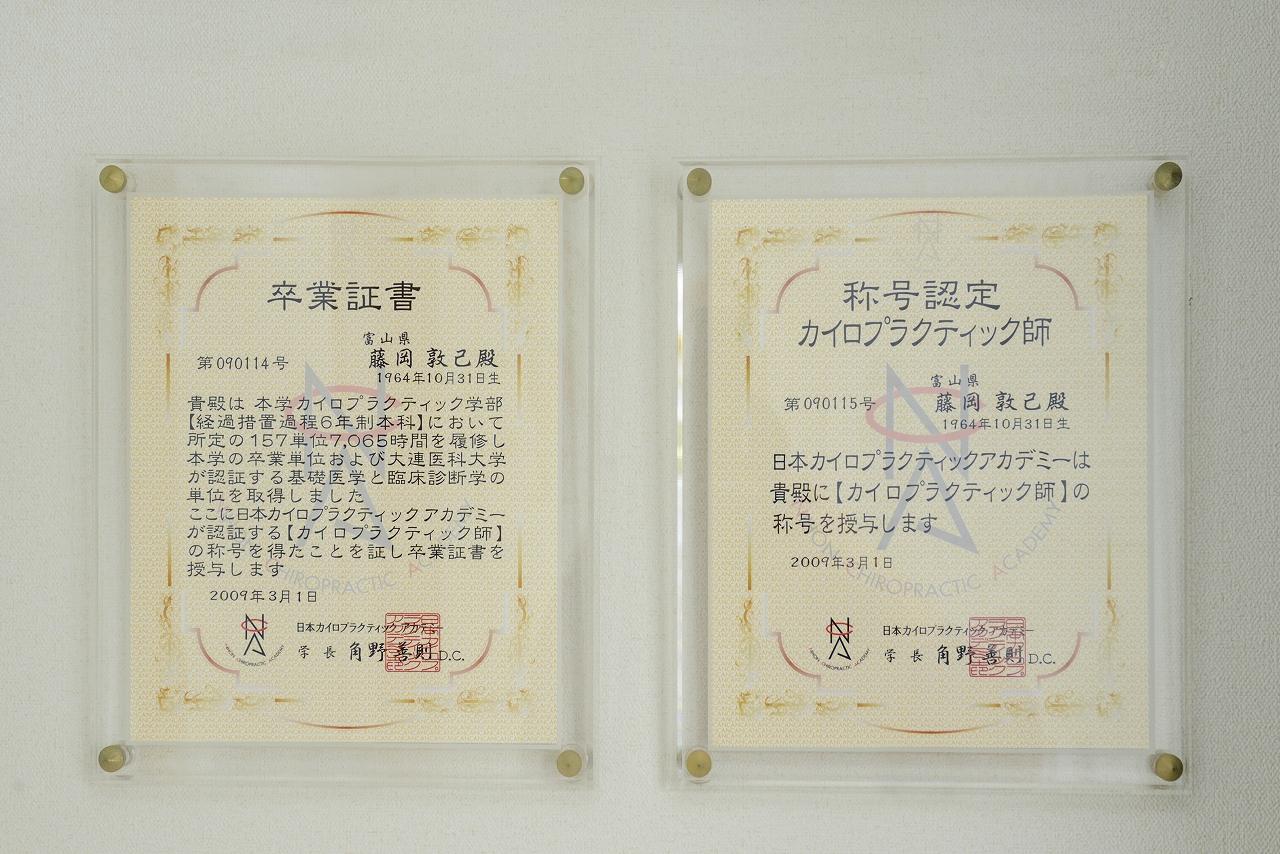 卒業証書
富山県
第090114号
藤岡 敦己殿
1964年10月31日生
貴殿は 本学カイロプラクティック学部
【経過措置過程6年制本科】において
所定の157単位7,065時間を履修し
本学の卒業単位および大連医科大学
が認証する基礎医学と臨床診断学の
単位を取得しました
ここに日本カイロプラクティックアカデミー
が認証する【カイロプラクティック師】
の称号を得たことを証し卒業証書を
授与します
2009年3月1日
日本カイロプラクティックアカデミー
学 長 角野 善則 D.C.
称号認定
カイロプラクティック師
富山県
第090115号
藤岡 敦己殿
1964年10月31日生
日本カイロプラクティックアカデミーは
貴殿に【カイロプラクティック師】の
称号を授与します
2009年3月1日
日本カイロプラクティックアカデミー
学 長 角野 善則 D.C.